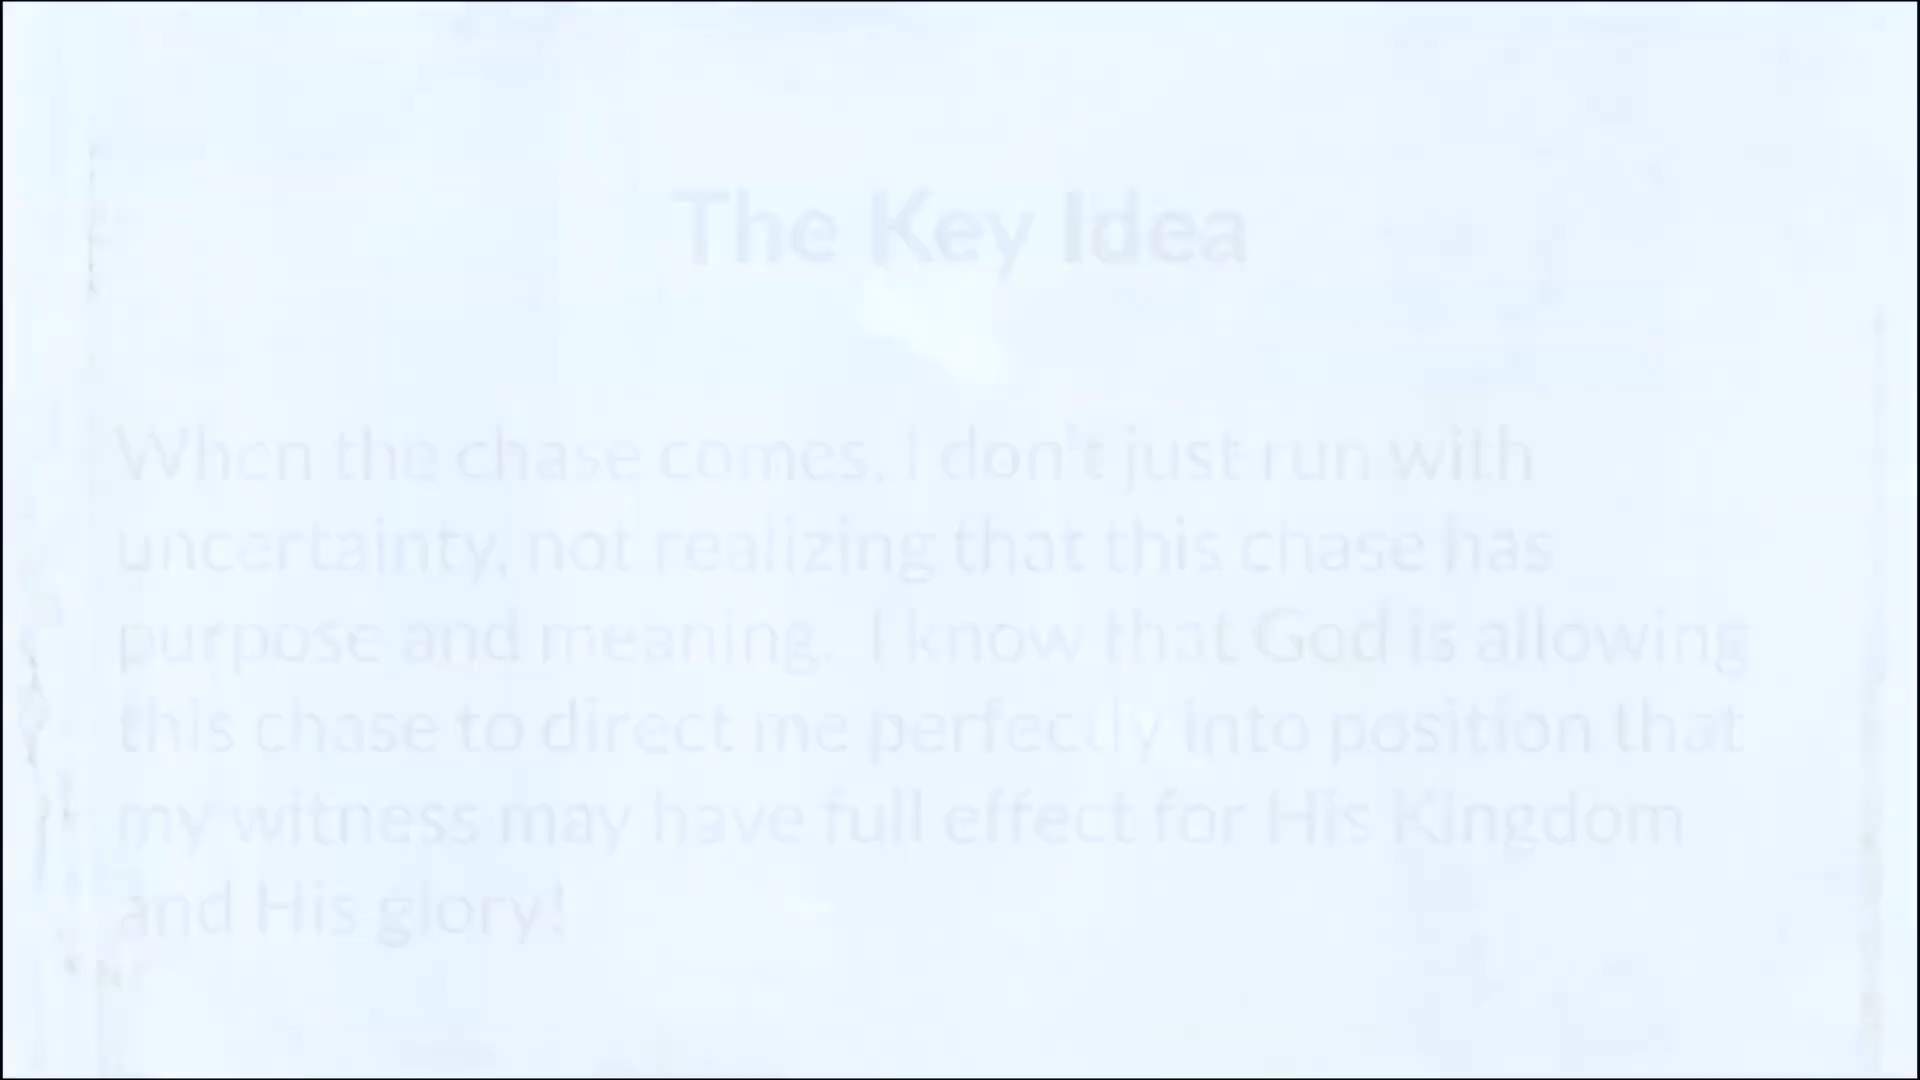 The Key Idea
When the chase comes, I don't just run with
uncertainty, not realizing that this chase has
purpose and meaning.  I know that God is allowing
this chase to direct me perfectly into position that
my witness may have full effect for His Kingdom
and His glory!